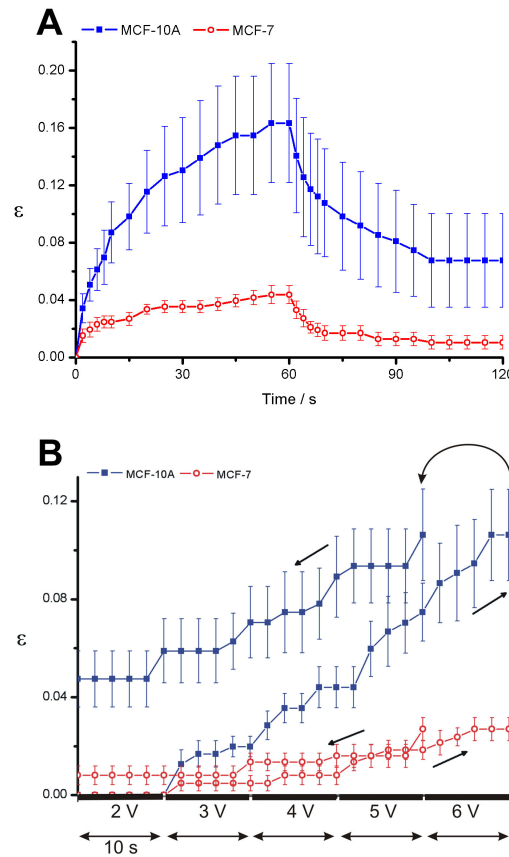 A
MCF-10A MCF-7
0.20
0.16
0.12
ε
0.08
0.04
0.00
0 30 60 90 120
Time / s
B
MCF-10A MCF-7
0.12
0.08
ε
0.04
0.00
2 V 3 V 4 V 5 V 6 V
10 s